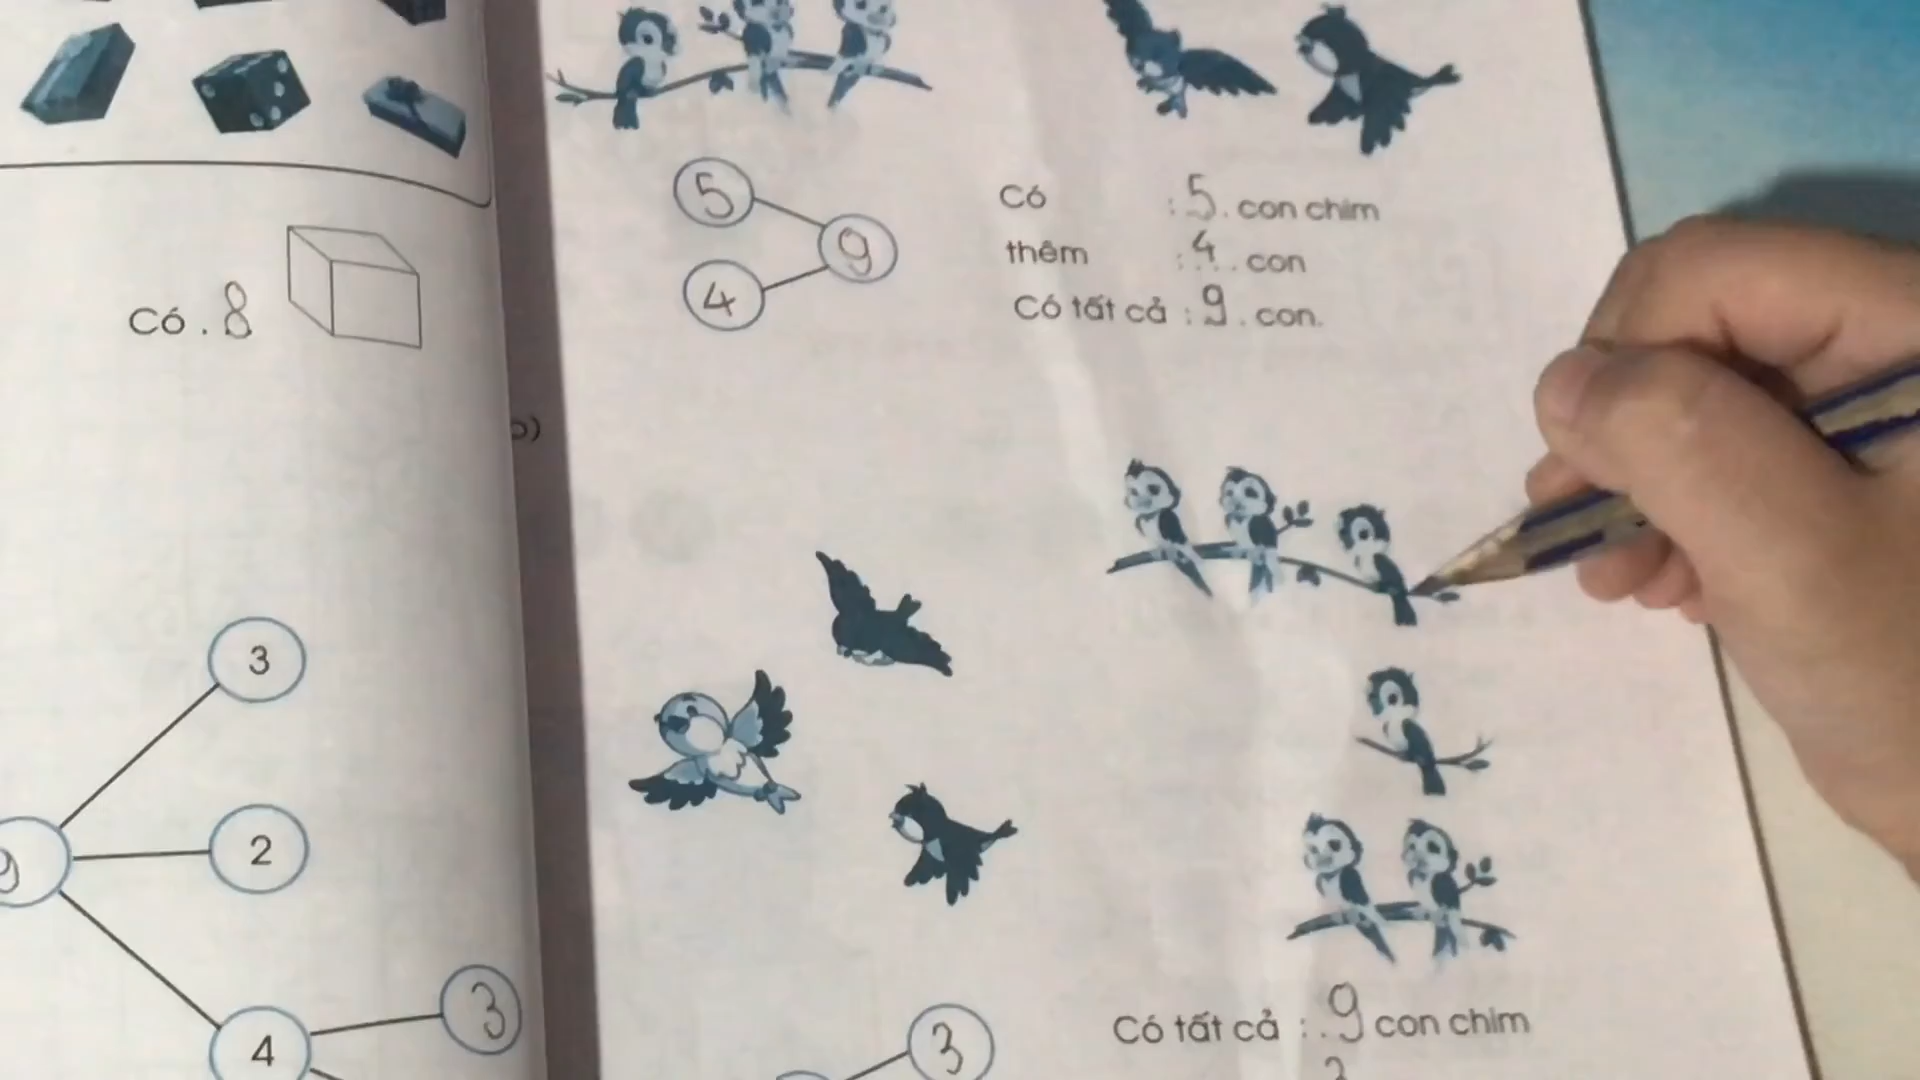 Có . 8
3
2
9
4
3
5
9
4
Có : 5 . con chim
thêm : 4 . con
Có tất cả : 9 . con.
b)
3
Có tất cả : . 9 con chim